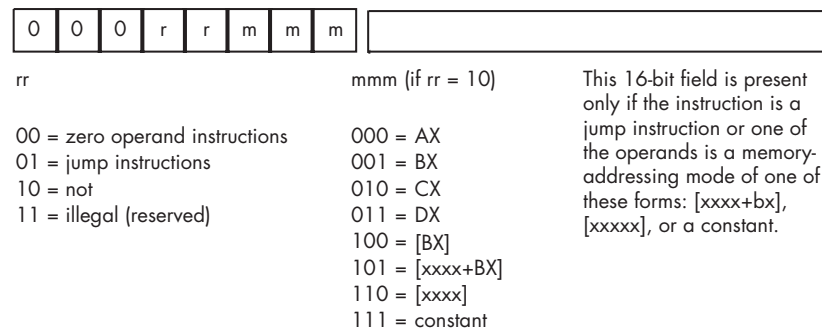 0 0 0 r r m m m
rr
00 = zero operand instructions
01 = jump instructions
10 = not
11 = illegal (reserved)
mmm (if rr = 10)
000 = AX
001 = BX
010 = CX
011 = DX
100 = [BX]
101 = [xxxx+BX]
110 = [xxxx]
111 = constant
This 16-bit field is present
only if the instruction is a
jump instruction or one of
the operands is a memory-
addressing mode of one of
these forms: [xxxx+bx],
[xxxxx], or a constant.